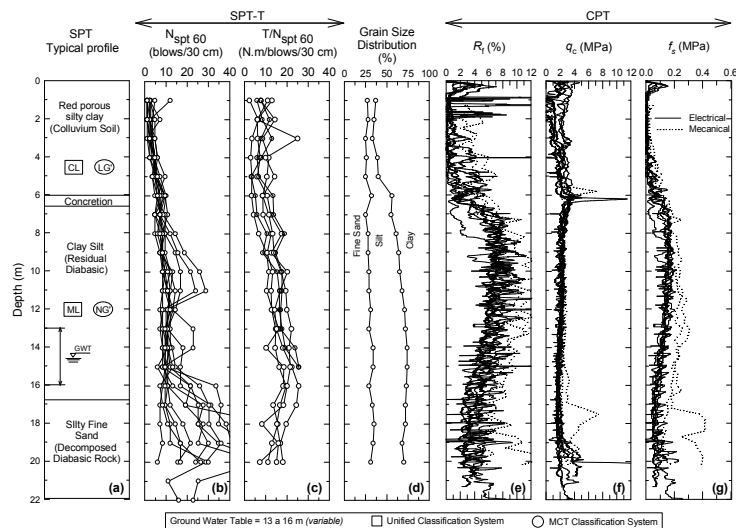 SPT-T
CPT
SPT
Typical profile
N spt 60
(blows/30 cm)
T/N spt 60
(N.m/blows/30 cm)
Grain Size
Distribution
(%)
Rf (%)
qc (MPa)
fs (MPa)
0 10 20 30 40
0 10 20 30 40
0 25 50 75 100
0 2 4 6 8 10 12
0 4 8 12
0 0.2 0.4 0.6
Depth (m)
0
2
4
6
8
10
12
14
16
18
20
22
Red porous
silty clay
(Colluvium Soil)
CL LG'
Concretion
Clay Silt
(Residual
Diabasic)
ML NG'
GWT
SIlty Fine
Sand
(Decomposed
Diabasic Rock)
Fine Sand
Silt
Clay
Electrical
Mecanical
(a) (b) (c) (d) (e) (f) (g)
Ground Water Table = 13 a 16 m (variable) Unified Classification System MCT Classification System